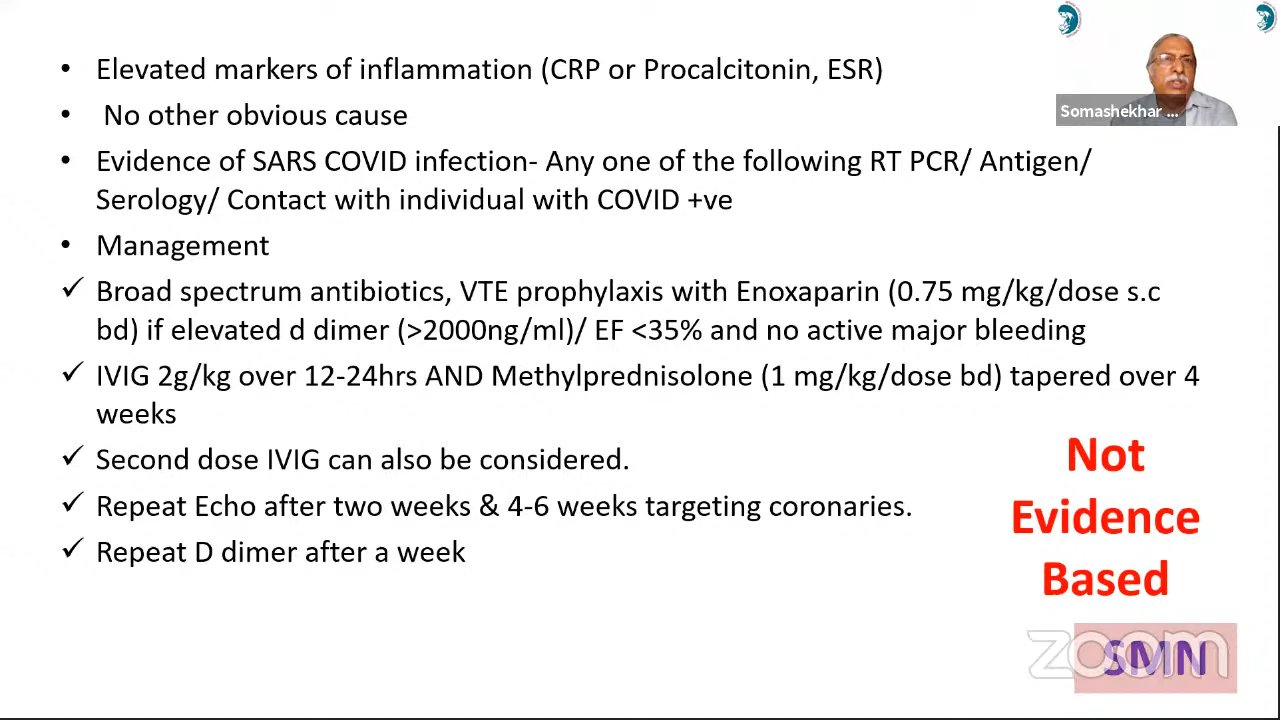 • Elevated markers of inflammation (CRP or Procalcitonin, ESR)
• No other obvious cause
• Evidence of SARS COVID infection- Any one of the following RT PCR/ Antigen/
Serology/ Contact with individual with COVID +ve
• Management
✓ Broad spectrum antibiotics, VTE prophylaxis with Enoxaparin (0.75 mg/kg/dose s.c
bd) if elevated d dimer (>2000ng/ml)/ EF <35% and no active major bleeding
✓ IVIG 2g/kg over 12-24hrs AND Methylprednisolone (1 mg/kg/dose bd) tapered over 4
weeks
✓ Second dose IVIG can also be considered.
✓ Repeat Echo after two weeks & 4-6 weeks targeting coronaries.
✓ Repeat D dimer after a week
Somashekhar ...
Not
Evidence
Based
zoom
SMN